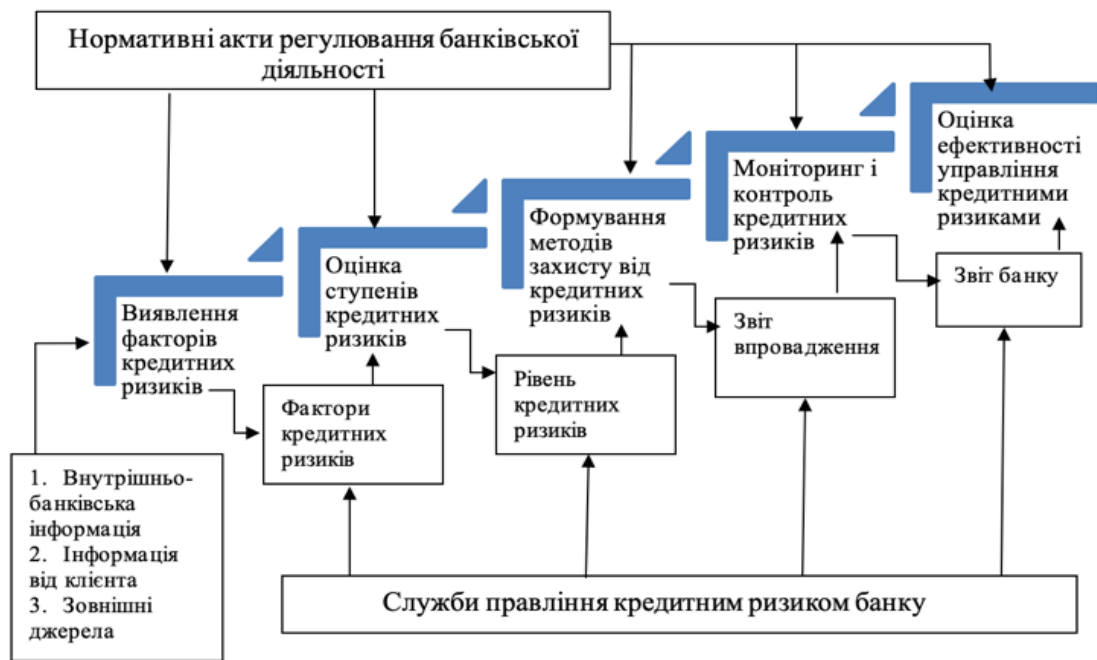 Нормативні акти регулювання банківської
діяльності
Оцінка
ефективності
управління
кредитними
ризиками
Моніторинг і
контроль
кредитних
ризиків
Формування
методів
захисту від
кредитних
ризиків
Оцінка
ступенів
кредитних
ризиків
Виявлення
факторів
кредитних
ризиків
Звіт банку
Звіт
впровадження
Рівень
кредитних
ризиків
Фактори
кредитних
ризиків
1. Внутрішньо-
банківська
інформація
2. Інформація
від клієнта
3. Зовнішні
джерела
Служби правління кредитним ризиком банку